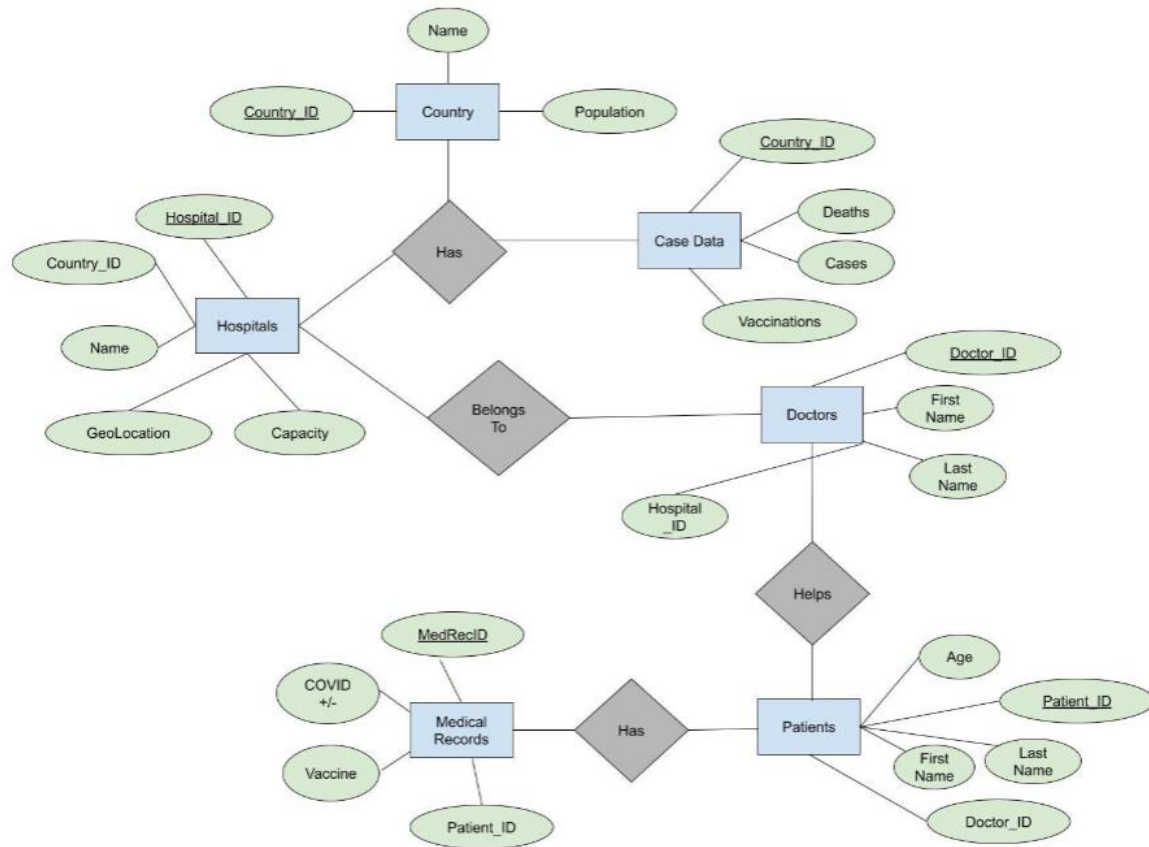 Name
Country_ID
Country
Population
Country_ID
Hospital_ID
Deaths
Has
Case Data
Country_ID
Cases
Hospitals
Vaccinations
Name
Doctor_ID
First
Name
Belongs
To
Doctors
GeoLocation
Capacity
Last
Name
Hospital
_ID
Helps
MedRecID
Age
COVID
+/-
Patient_ID
Medical
Records
Has
Patients
Last
Name
First
Name
Vaccine
Patient_ID
Doctor_ID